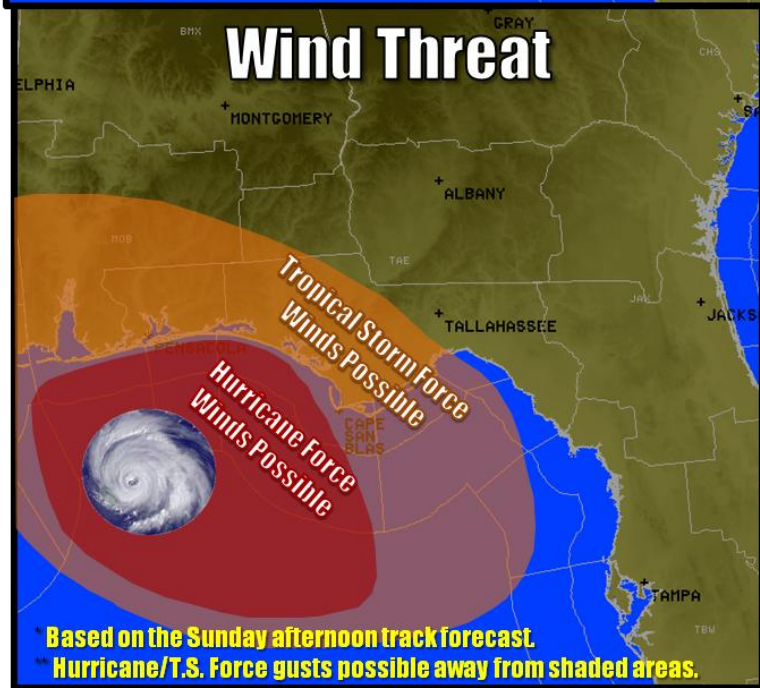 GRAY
BMX
Wind Threat
CHS
ELPHIA
MONTGOMERY
ALBANY
MOB
TAE
Tropical Storm Force
Winds Possible
JAX
JACKS
TALLAHASSEE
PENSACOLA
Hurricane Force
Winds Possible
CAPE
SAN
BLAS
TAMPA
TBW
* Based on the Sunday afternoon track forecast.
** Hurricane/T.S. Force gusts possible away from shaded areas.